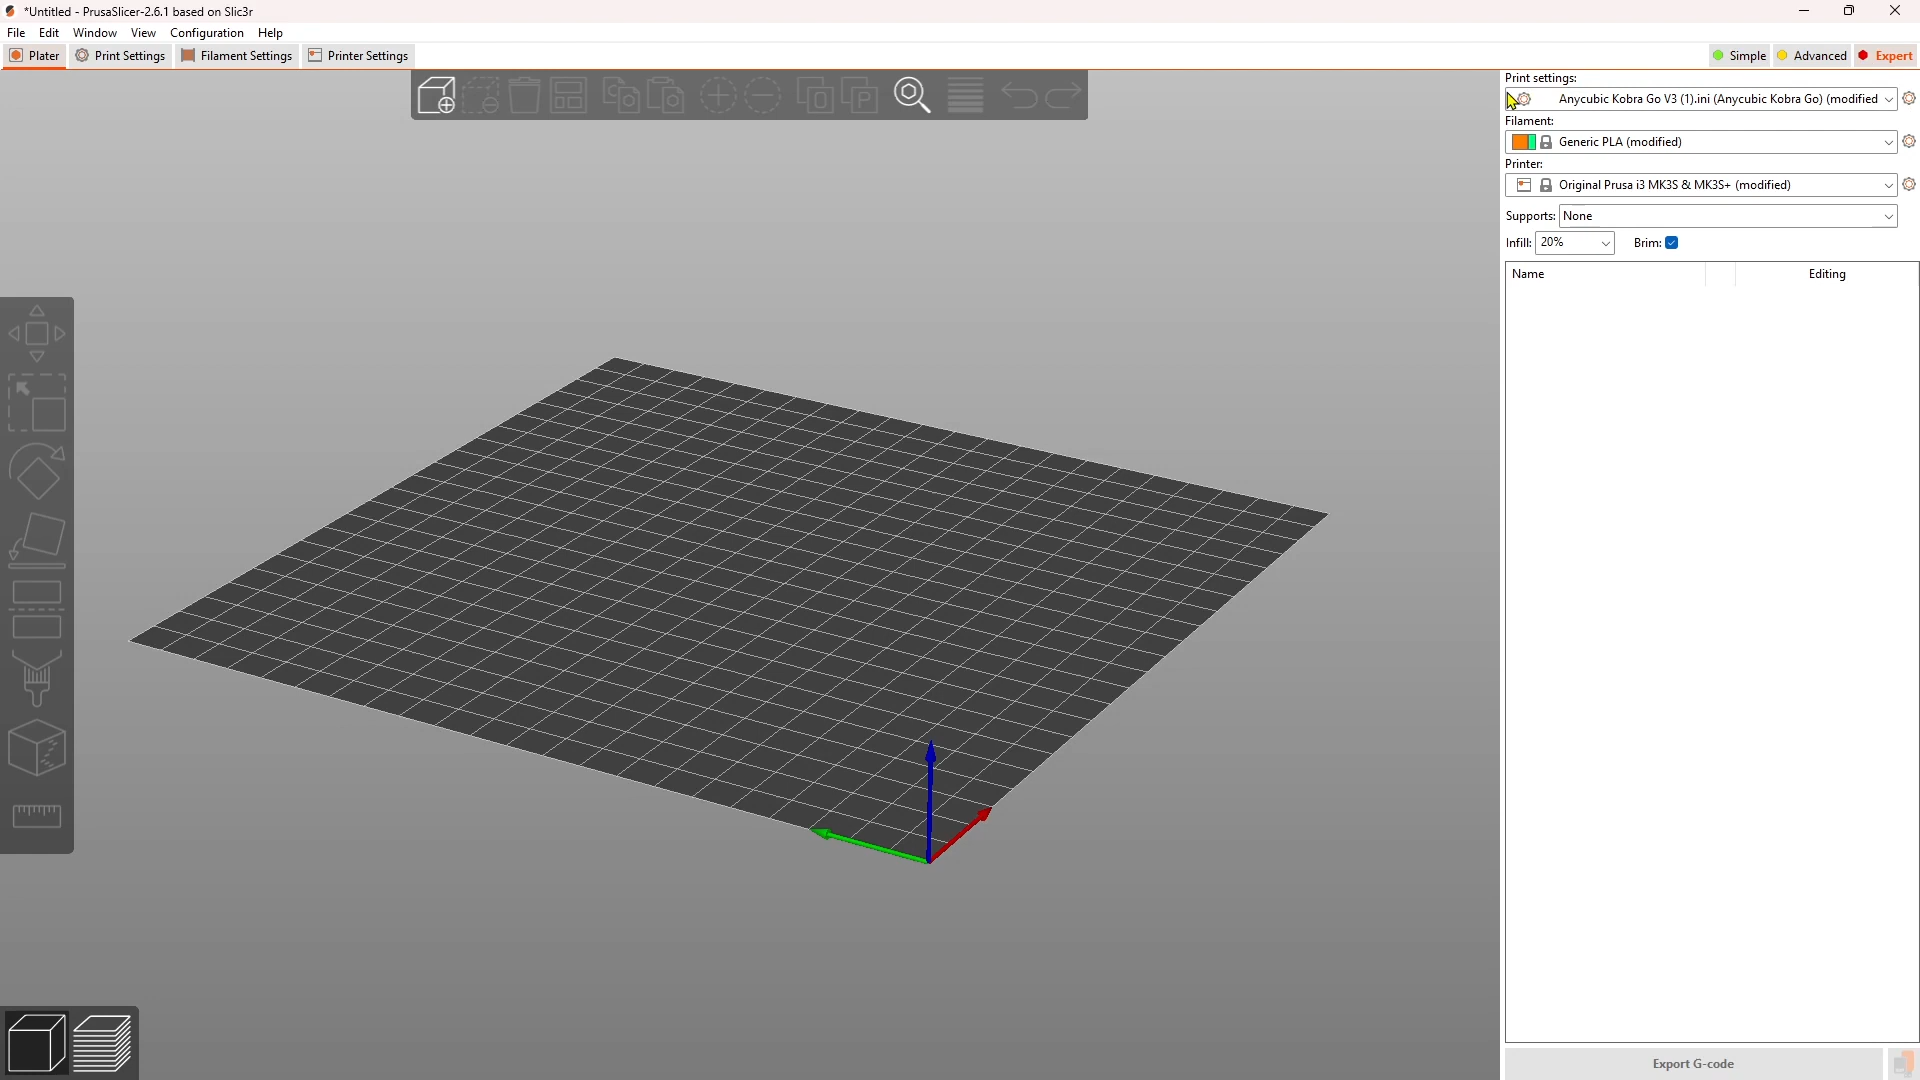 *Untitled - PrusaSlicer-2.6.1 based on Slic3r
File Edit Window View Configuration Help
Plater Print Settings Filament Settings Printer Settings Simple Advanced Expert
Print settings:
Anycubic Kobra Go V3 (1).ini (Anycubic Kobra Go) (modified
Filament:
Generic PLA (modified)
Printer:
Original Prusa i3 MK3S & MK3S+ (modified)
Supports: None
Infill: 20% Brim:
Name Editing
Export G-code